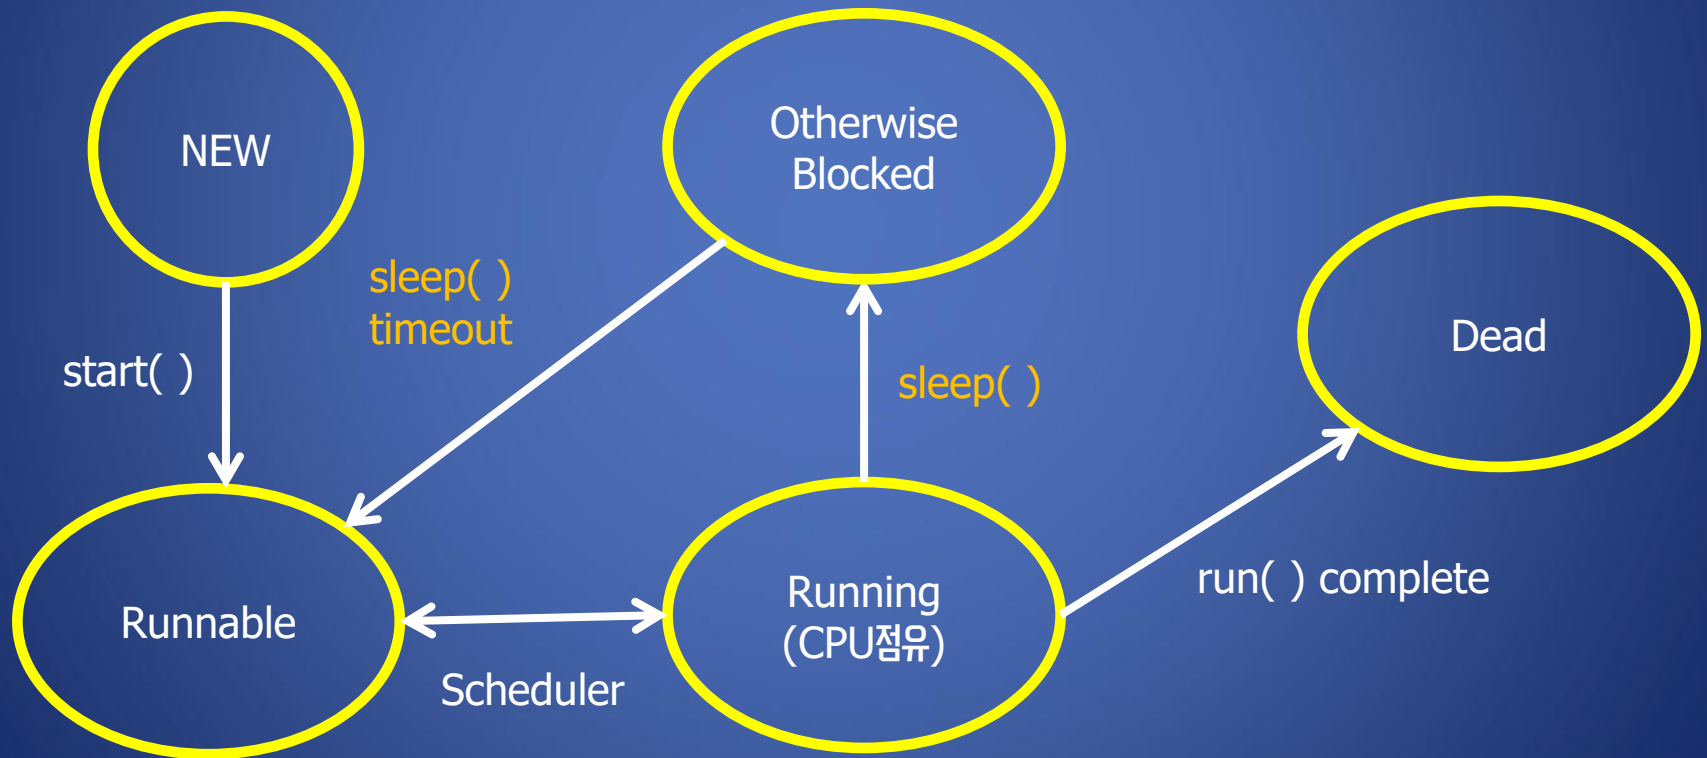 NEW
Otherwise
Blocked
sleep( )
timeout
start( )
sleep( )
Dead
Runnable
Scheduler
Running
(CPU점유)
run( ) complete